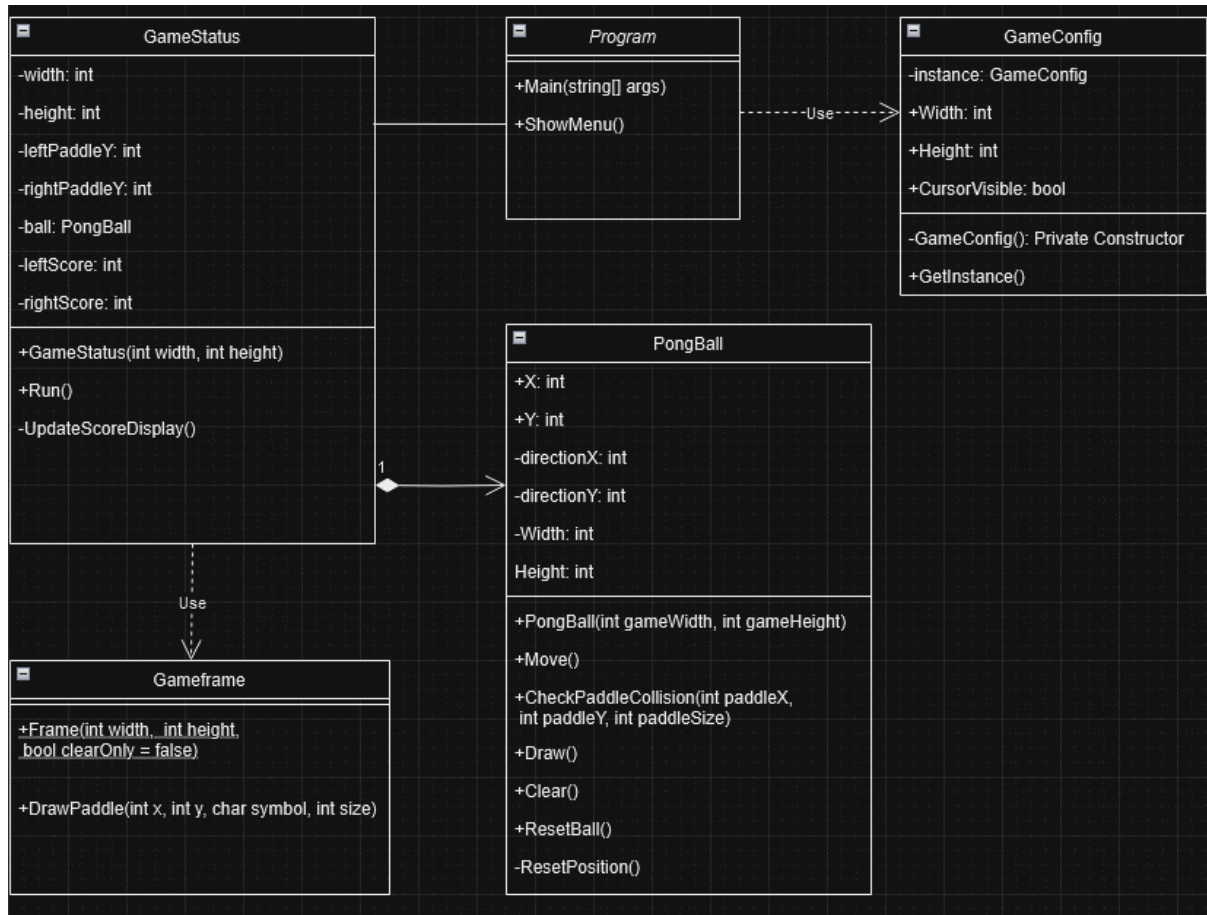 GameStatus
-width: int
-height: int
-leftPaddleY: int
-rightPaddleY: int
-ball: PongBall
-leftScore: int
-rightScore: int
+GameStatus(int width, int height)
+Run()
-UpdateScoreDisplay()
Program
+Main(string[] args)
+ShowMenu()
Use
GameConfig
-instance: GameConfig
+Width: int
+Height: int
+CursorVisible: bool
-GameConfig(): Private Constructor
+GetInstance()
1
PongBall
+X: int
+Y: int
-directionX: int
-directionY: int
-Width: int
Height: int
+PongBall(int gameWidth, int gameHeight)
+Move()
+CheckPaddleCollision(int paddleX,
int paddleY, int paddleSize)
+Draw()
+Clear()
+ResetBall()
-ResetPosition()
Use
Gameframe
+Frame(int width, int height,
bool clearOnly = false)
+DrawPaddle(int x, int y, char symbol, int size)